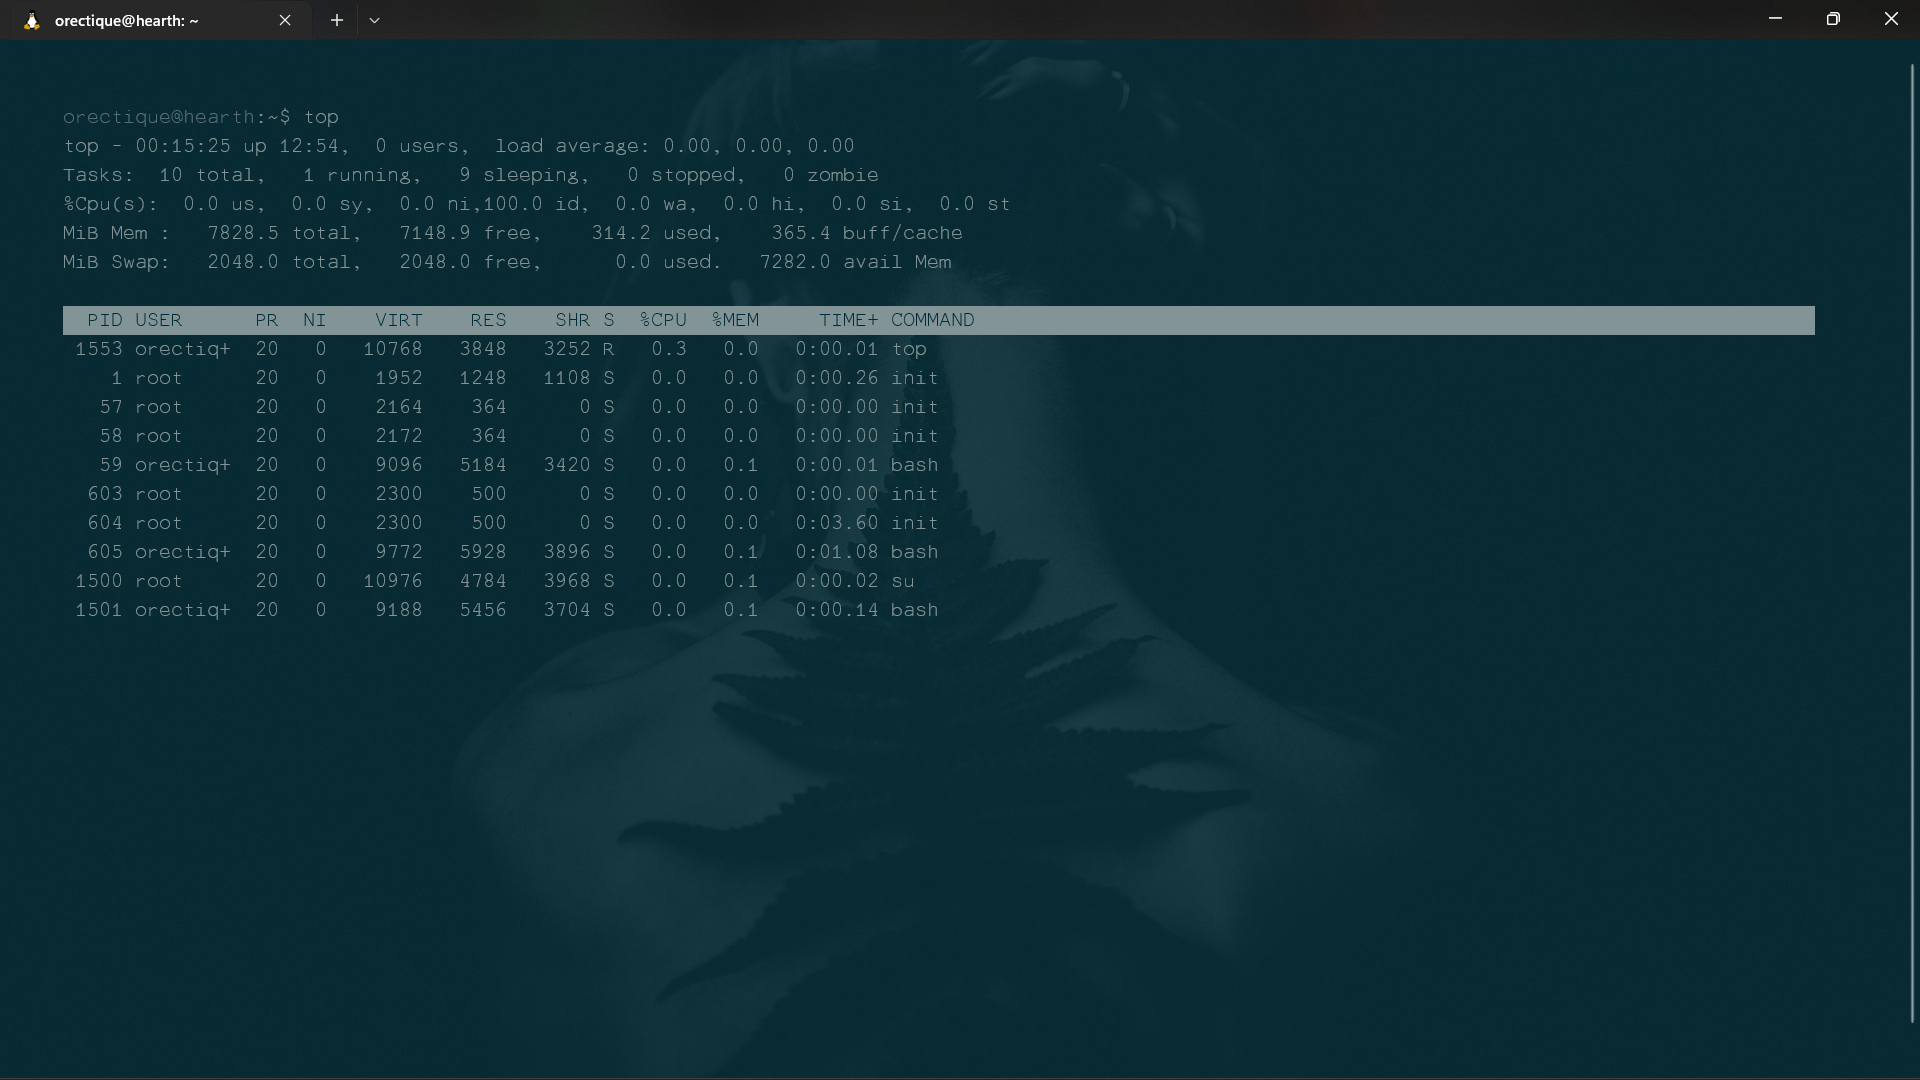 orectique@hearth: ~
orectique@hearth:~$ top
top - 00:15:25 up 12:54,  0 users,  load average: 0.00, 0.00, 0.00
Tasks:  10 total,   1 running,   9 sleeping,   0 stopped,   0 zombie
%Cpu(s):  0.0 us,  0.0 sy,  0.0 ni,100.0 id,  0.0 wa,  0.0 hi,  0.0 si,  0.0 st
MiB Mem :   7828.5 total,   7148.9 free,    314.2 used,    365.4 buff/cache
MiB Swap:   2048.0 total,   2048.0 free,      0.0 used.   7282.0 avail Mem
PID USER      PR  NI    VIRT    RES    SHR S  %CPU  %MEM     TIME+ COMMAND
1553 orectiq+  20   0   10768   3848   3252 R   0.3   0.0   0:00.01 top
1 root      20   0    1952   1248   1108 S   0.0   0.0   0:00.26 init
57 root      20   0    2164    364      0 S   0.0   0.0   0:00.00 init
58 root      20   0    2172    364      0 S   0.0   0.0   0:00.00 init
59 orectiq+  20   0    9096   5184   3420 S   0.0   0.1   0:00.01 bash
603 root      20   0    2300    500      0 S   0.0   0.0   0:00.00 init
604 root      20   0    2300    500      0 S   0.0   0.0   0:03.60 init
605 orectiq+  20   0    9772   5928   3896 S   0.0   0.1   0:01.08 bash
1500 root      20   0   10976   4784   3968 S   0.0   0.1   0:00.02 su
1501 orectiq+  20   0    9188   5456   3704 S   0.0   0.1   0:00.14 bash